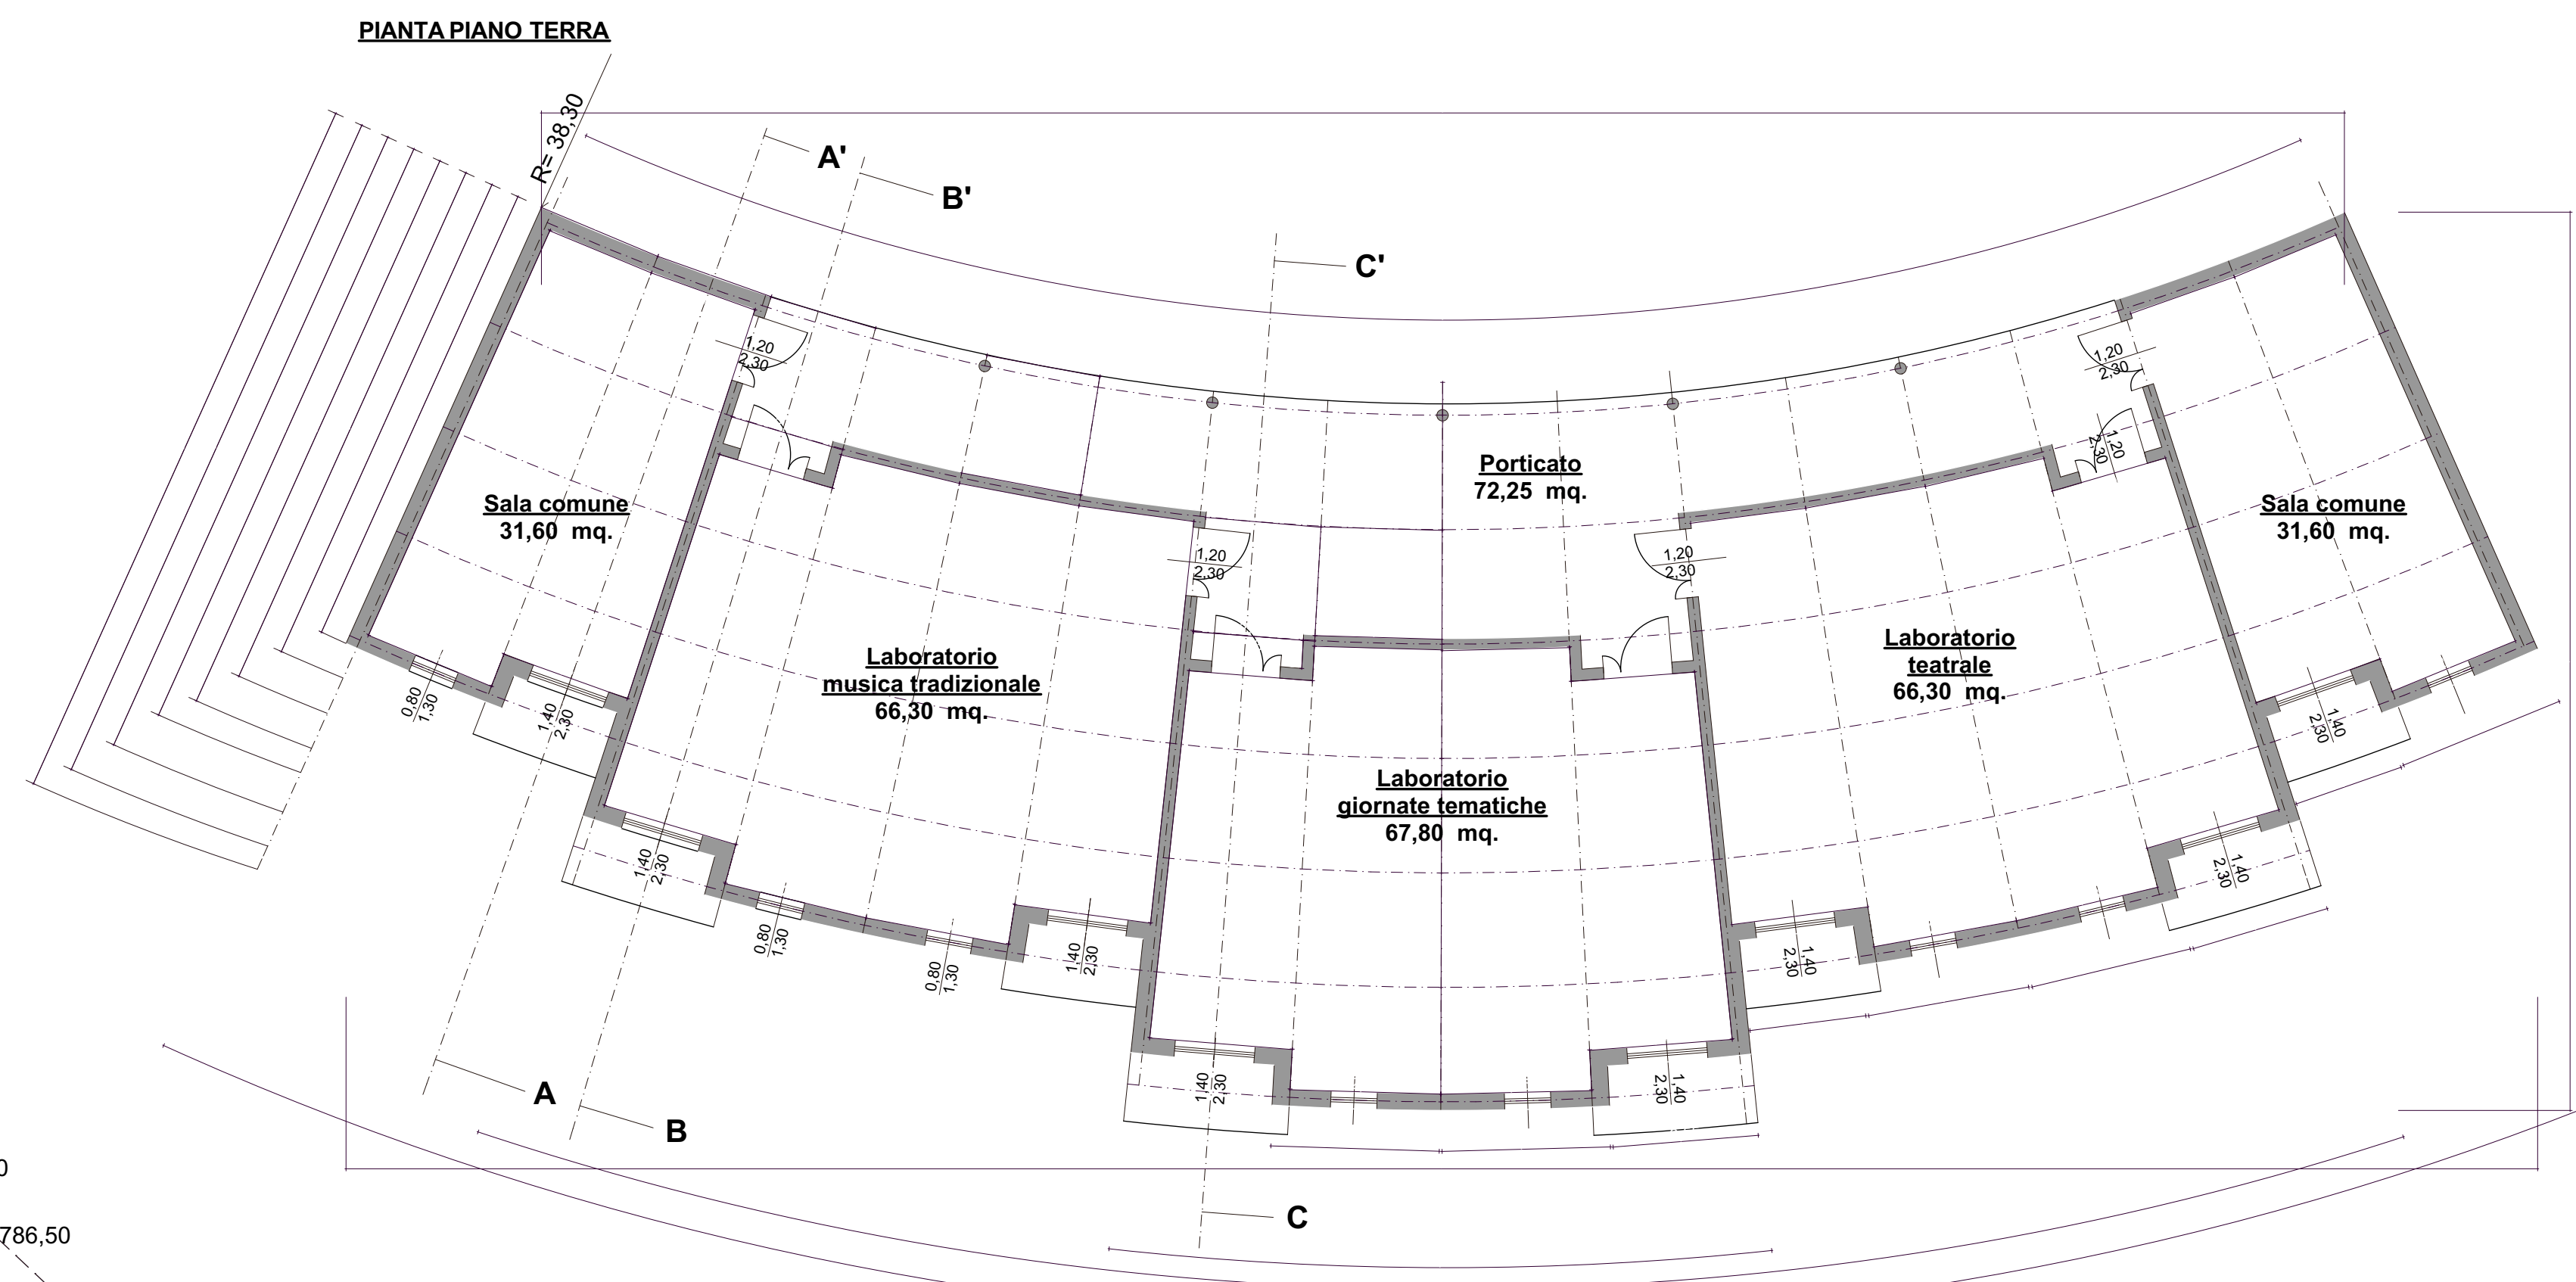 PIANTA PIANO TERRA
R= 38,30
A'
B'
C'
1,20
2,30
1,20
2,30
1,20
2,30
Porticato
72,25 mq.
Sala comune
31,60 mq.
Sala comune
31,60 mq.
1,20
2,30
1,20
2,30
Laboratorio
musica tradizionale
66,30 mq.
Laboratorio
teatrale
66,30 mq.
Laboratorio
giornate tematiche
67,80 mq.
0,80
1,30
1,40
2,30
1,40
2,30
1,40
2,30
0,80
1,30
0,80
1,30
1,40
2,30
1,40
2,30
1,40
2,30
1,40
2,30
1,40
2,30
A
B
C
0
786,50